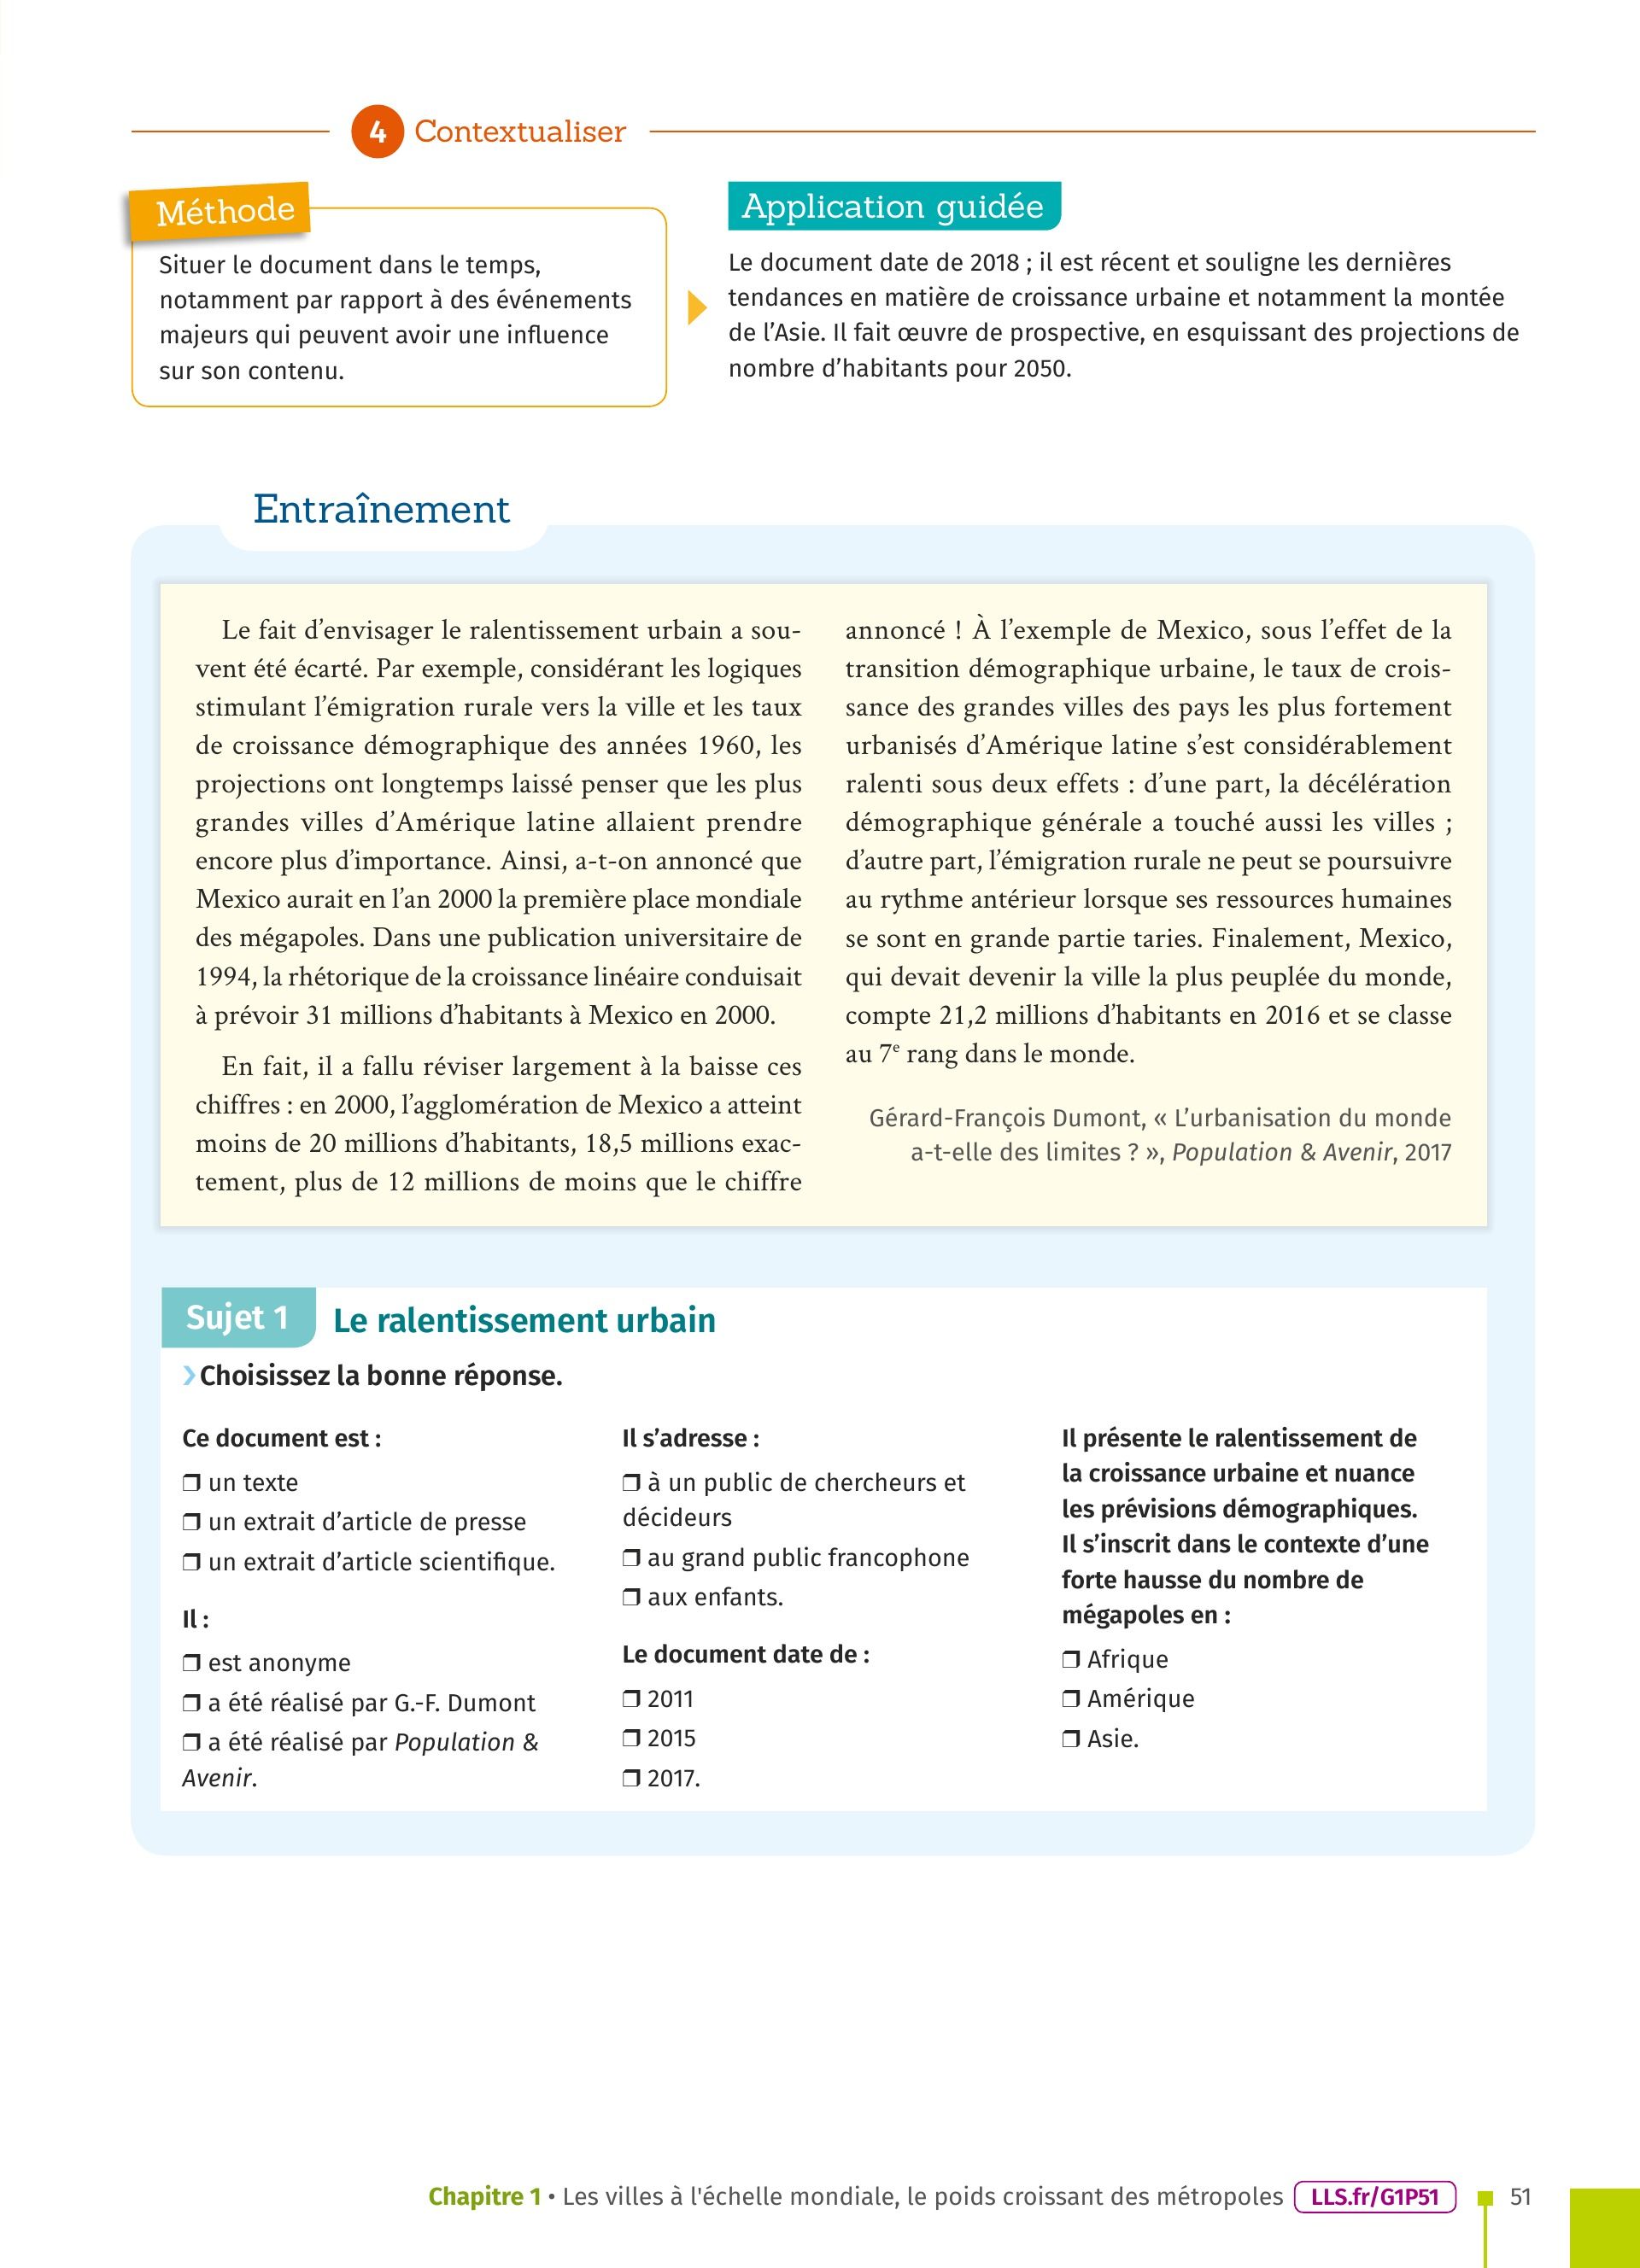 4 Contextualiser
Méthode
Situer le document dans le temps,
notamment par rapport à des événements
majeurs qui peuvent avoir une influence
sur son contenu.
Application guidée
Le document date de 2018 ; il est récent et souligne les dernières
tendances en matière de croissance urbaine et notamment la montée
de l’Asie. Il fait œuvre de prospective, en esquissant des projections de
nombre d’habitants pour 2050.
Entraînement
Le fait d’envisager le ralentissement urbain a sou-
vent été écarté. Par exemple, considérant les logiques
stimulant l’émigration rurale vers la ville et les taux
de croissance démographique des années 1960, les
projections ont longtemps laissé penser que les plus
grandes villes d’Amérique latine allaient prendre
encore plus d’importance. Ainsi, a-t-on annoncé que
Mexico aurait en l’an 2000 la première place mondiale
des mégapoles. Dans une publication universitaire de
1994, la rhétorique de la croissance linéaire conduisait
à prévoir 31 millions d’habitants à Mexico en 2000.
En fait, il a fallu réviser largement à la baisse ces
chiffres : en 2000, l’agglomération de Mexico a atteint
moins de 20 millions d’habitants, 18,5 millions exac-
tement, plus de 12 millions de moins que le chiffre
annoncé ! À l’exemple de Mexico, sous l’effet de la
transition démographique urbaine, le taux de crois-
sance des grandes villes des pays les plus fortement
urbanisés d’Amérique latine s’est considérablement
ralenti sous deux effets : d’une part, la décélération
démographique générale a touché aussi les villes ;
d’autre part, l’émigration rurale ne peut se poursuivre
au rythme antérieur lorsque ses ressources humaines
se sont en grande partie taries. Finalement, Mexico,
qui devait devenir la ville la plus peuplée du monde,
compte 21,2 millions d’habitants en 2016 et se classe
au 7e rang dans le monde.
Gérard-François Dumont, « L’urbanisation du monde
a-t-elle des limites ? », Population & Avenir, 2017
Sujet 1 Le ralentissement urbain
› Choisissez la bonne réponse.
Ce document est :
❒ un texte
❒ un extrait d’article de presse
❒ un extrait d’article scientifique.
Il :
❒ est anonyme
❒ a été réalisé par G.-F. Dumont
❒ a été réalisé par Population &
Avenir.
Il s’adresse :
❒ à un public de chercheurs et
décideurs
❒ au grand public francophone
❒ aux enfants.
Le document date de :
❒ 2011
❒ 2015
❒ 2017.
Il présente le ralentissement de
la croissance urbaine et nuance
les prévisions démographiques.
Il s’inscrit dans le contexte d’une
forte hausse du nombre de
mégapoles en :
❒ Afrique
❒ Amérique
❒ Asie.
Chapitre 1 • Les villes à l'échelle mondiale, le poids croissant des métropoles LLS.fr/G1P51 51